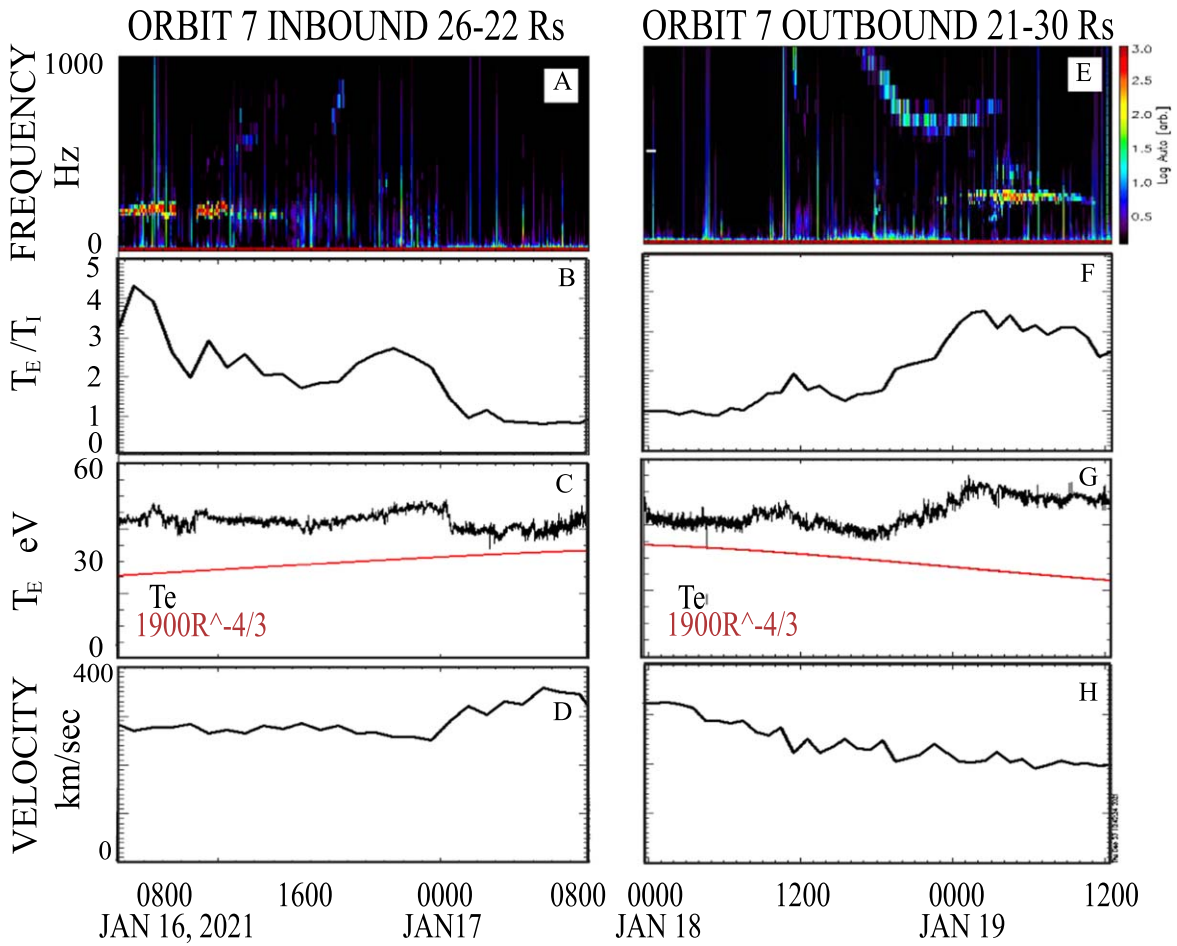 ORBIT 7 INBOUND 26-22 Rs
ORBIT 7 OUTBOUND 21-30 Rs
FREQUENCY
Hz
1000
0
A
E
3.0
2.5
2.0
1.5
1.0
0.5
Log Auto [arb.]
TE/TI
5
4
3
2
1
0
B
F
TE eV
60
30
0
C
Te
1900R^-4/3
G
Te
1900R^-4/3
VELOCITY
km/sec
400
0
D
H
0800 1600 0000 0800
JAN 16, 2021 JAN17
0000 1200 0000 1200
JAN 18 JAN 19